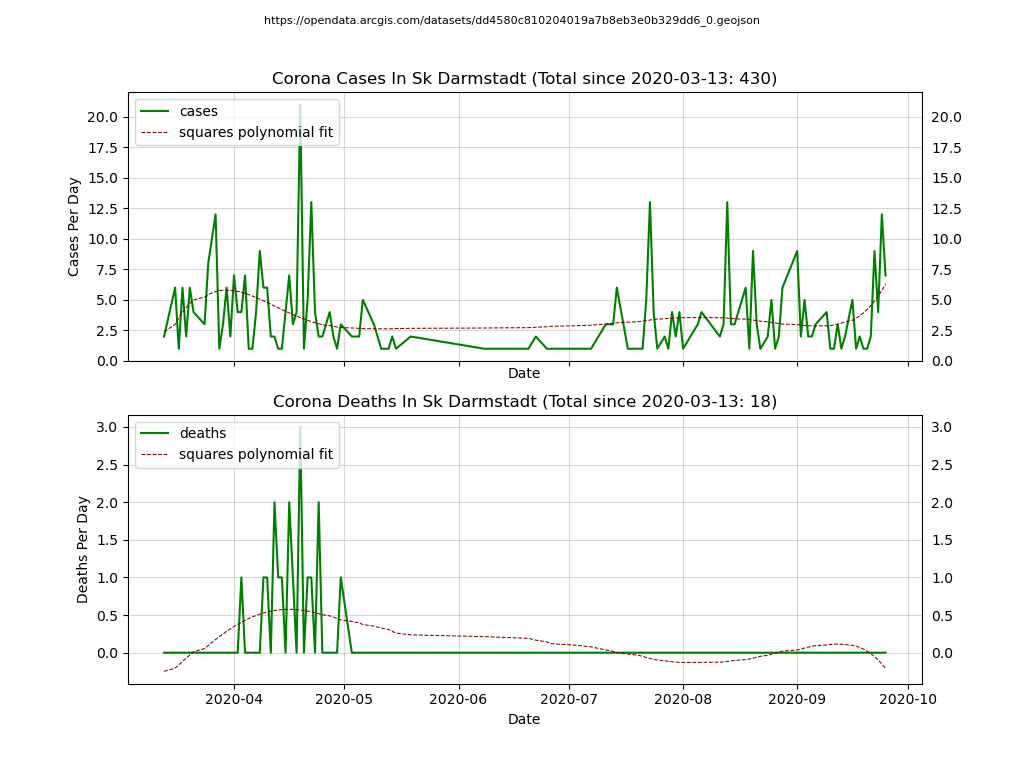 https://opendata.arcgis.com/datasets/dd4580c810204019a7b8eb3e0b329dd6_0.geojson
Corona Cases In Sk Darmstadt (Total since 2020-03-13: 430)
cases
squares polynomial fit
Cases Per Day
20.0
17.5
15.0
12.5
10.0
7.5
5.0
2.5
0.0
20.0
17.5
15.0
12.5
10.0
7.5
5.0
2.5
0.0
Date
Corona Deaths In Sk Darmstadt (Total since 2020-03-13: 18)
deaths
squares polynomial fit
Deaths Per Day
3.0
2.5
2.0
1.5
1.0
0.5
0.0
3.0
2.5
2.0
1.5
1.0
0.5
0.0
2020-04 2020-05 2020-06 2020-07 2020-08 2020-09 2020-10
Date